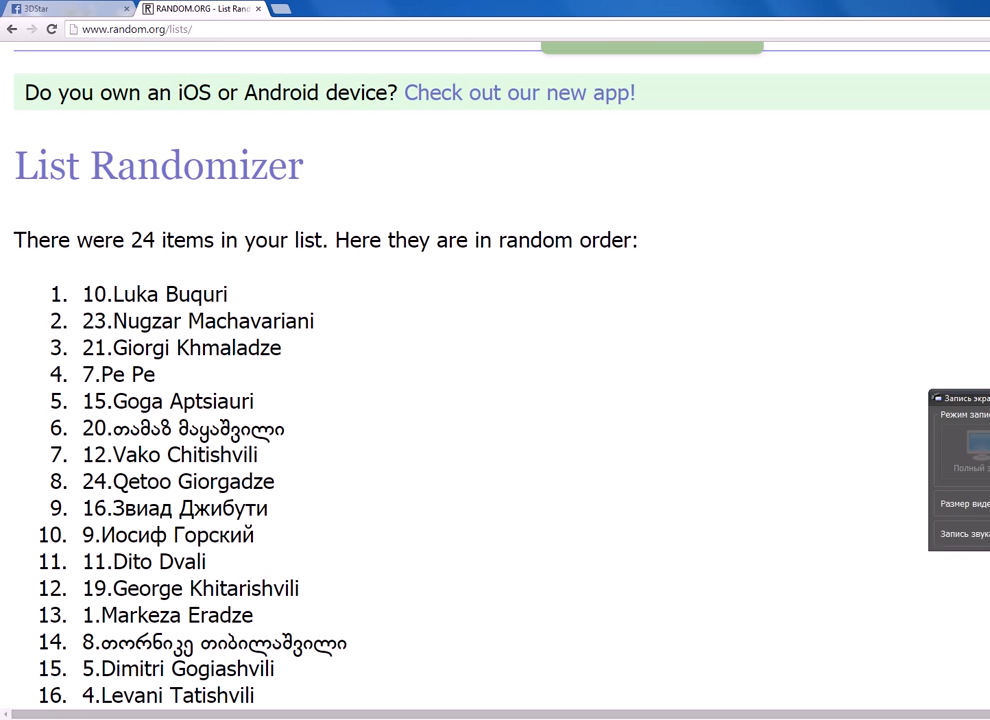 3DStar
RANDOM.ORG - List Rand
www.random.org/lists/
Do you own an iOS or Android device? Check out our new app!
List Randomizer
There were 24 items in your list. Here they are in random order:
1. 10.Luka Buquri
2. 23.Nugzar Machavariani
3. 21.Giorgi Khmaladze
4. 7.Pe Pe
5. 15.Goga Aptsiauri
6. 20.თამაზ მაყაშვილი
7. 12.Vako Chitishvili
8. 24.Qetoo Giorgadze
9. 16.Звиад Джибути
10. 9.Иосиф Горский
11. 11.Dito Dvali
12. 19.George Khitarishvili
13. 1.Markeza Eradze
14. 8.თორნიკე თიბილაშვილი
15. 5.Dimitri Gogiashvili
16. 4.Levani Tatishvili
Запись экра
Режим запи
Полный э
Размер виде
Запись звук